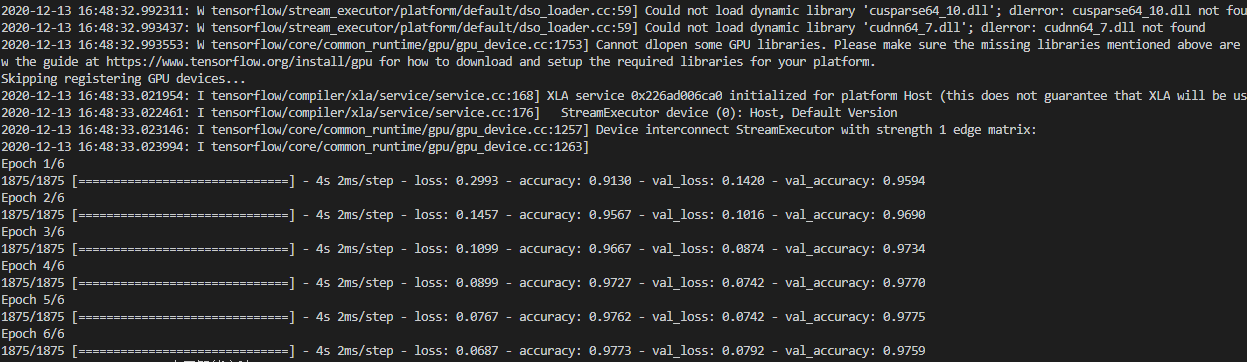 2020-12-13 16:48:32.992311: W tensorflow/stream_executor/platform/default/dso_loader.cc:59] Could not load dynamic library 'cusparse64_10.dll'; dlerror: cusparse64_10.dll not fou
2020-12-13 16:48:32.993437: W tensorflow/stream_executor/platform/default/dso_loader.cc:59] Could not load dynamic library 'cudnn64_7.dll'; dlerror: cudnn64_7.dll not found
2020-12-13 16:48:32.993553: W tensorflow/core/common_runtime/gpu/gpu_device.cc:1753] Cannot dlopen some GPU libraries. Please make sure the missing libraries mentioned above are
w the guide at https://www.tensorflow.org/install/gpu for how to download and setup the required libraries for your platform.
Skipping registering GPU devices...
2020-12-13 16:48:33.021954: I tensorflow/compiler/xla/service/service.cc:168] XLA service 0x226ad006ca0 initialized for platform Host (this does not guarantee that XLA will be us
2020-12-13 16:48:33.022461: I tensorflow/compiler/xla/service/service.cc:176]   StreamExecutor device (0): Host, Default Version
2020-12-13 16:48:33.023146: I tensorflow/core/common_runtime/gpu/gpu_device.cc:1257] Device interconnect StreamExecutor with strength 1 edge matrix:
2020-12-13 16:48:33.023994: I tensorflow/core/common_runtime/gpu/gpu_device.cc:1263]
Epoch 1/6
1875/1875 [==============================] - 4s 2ms/step - loss: 0.2993 - accuracy: 0.9130 - val_loss: 0.1420 - val_accuracy: 0.9594
Epoch 2/6
1875/1875 [==============================] - 4s 2ms/step - loss: 0.1457 - accuracy: 0.9567 - val_loss: 0.1016 - val_accuracy: 0.9690
Epoch 3/6
1875/1875 [==============================] - 4s 2ms/step - loss: 0.1099 - accuracy: 0.9667 - val_loss: 0.0874 - val_accuracy: 0.9734
Epoch 4/6
1875/1875 [==============================] - 4s 2ms/step - loss: 0.0899 - accuracy: 0.9727 - val_loss: 0.0742 - val_accuracy: 0.9770
Epoch 5/6
1875/1875 [==============================] - 4s 2ms/step - loss: 0.0767 - accuracy: 0.9762 - val_loss: 0.0742 - val_accuracy: 0.9775
Epoch 6/6
1875/1875 [==============================] - 4s 2ms/step - loss: 0.0687 - accuracy: 0.9773 - val_loss: 0.0792 - val_accuracy: 0.9759